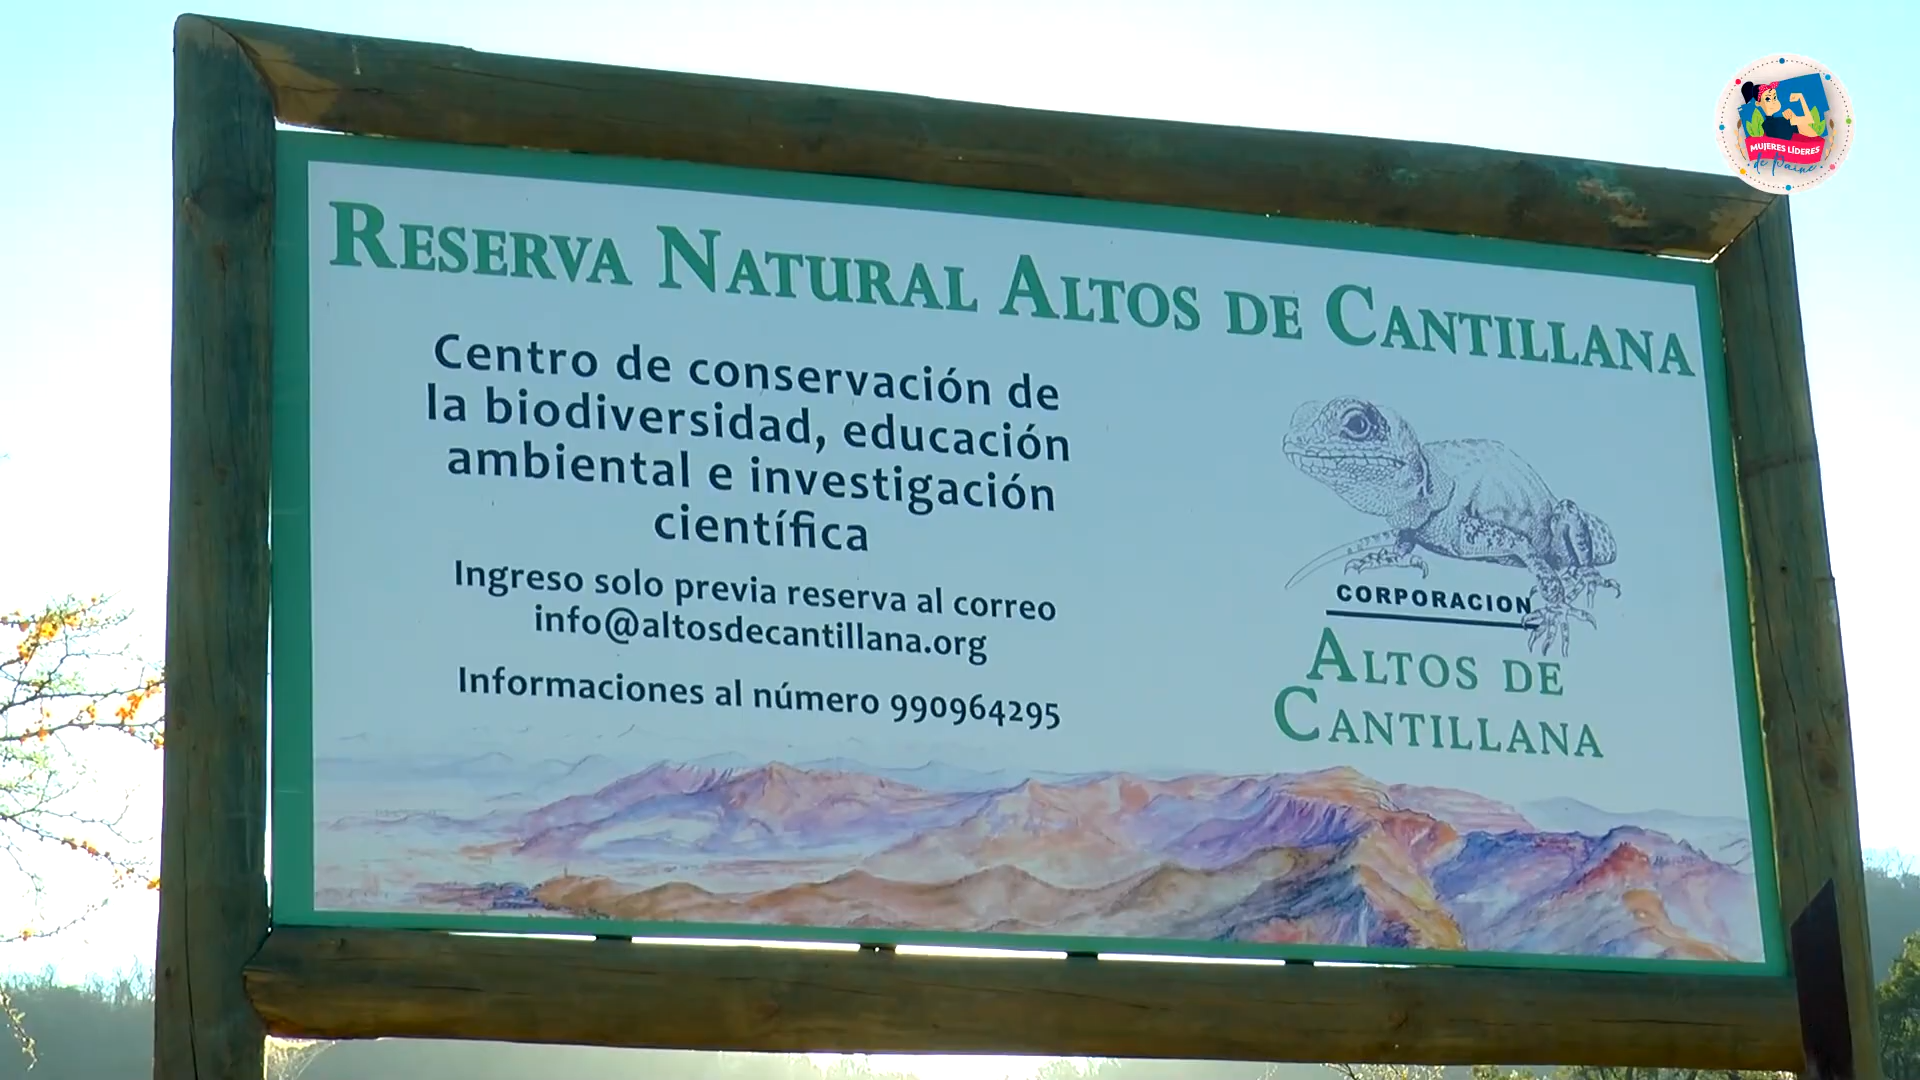 RESERVA NATURAL ALTOS DE CANTILLANA
Centro de conservación de
la biodiversidad, educación
ambiental e investigación
científica
Ingreso solo previa reserva al correo
info@altosdecantillana.org
Informaciones al número 990964295
CORPORACION
ALTOS DE
CANTILLANA
MUJERES LÍDERES
de Paine